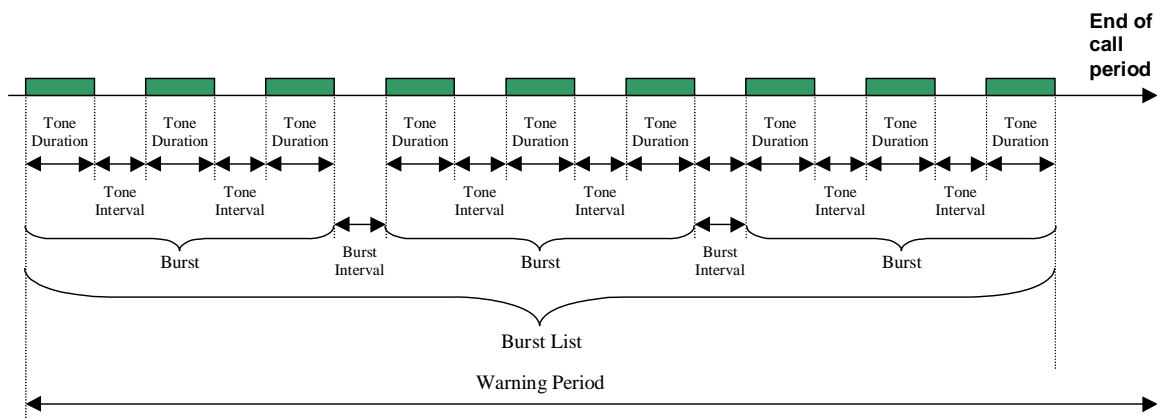 End of
call
period
Tone
Duration
Tone
Duration
Tone
Duration
Tone
Duration
Tone
Duration
Tone
Duration
Tone
Duration
Tone
Duration
Tone
Duration
Tone
Interval
Tone
Interval
Tone
Interval
Tone
Interval
Tone
Interval
Tone
Interval
Burst
Burst
Interval
Burst
Burst
Interval
Burst
Burst List
Warning Period